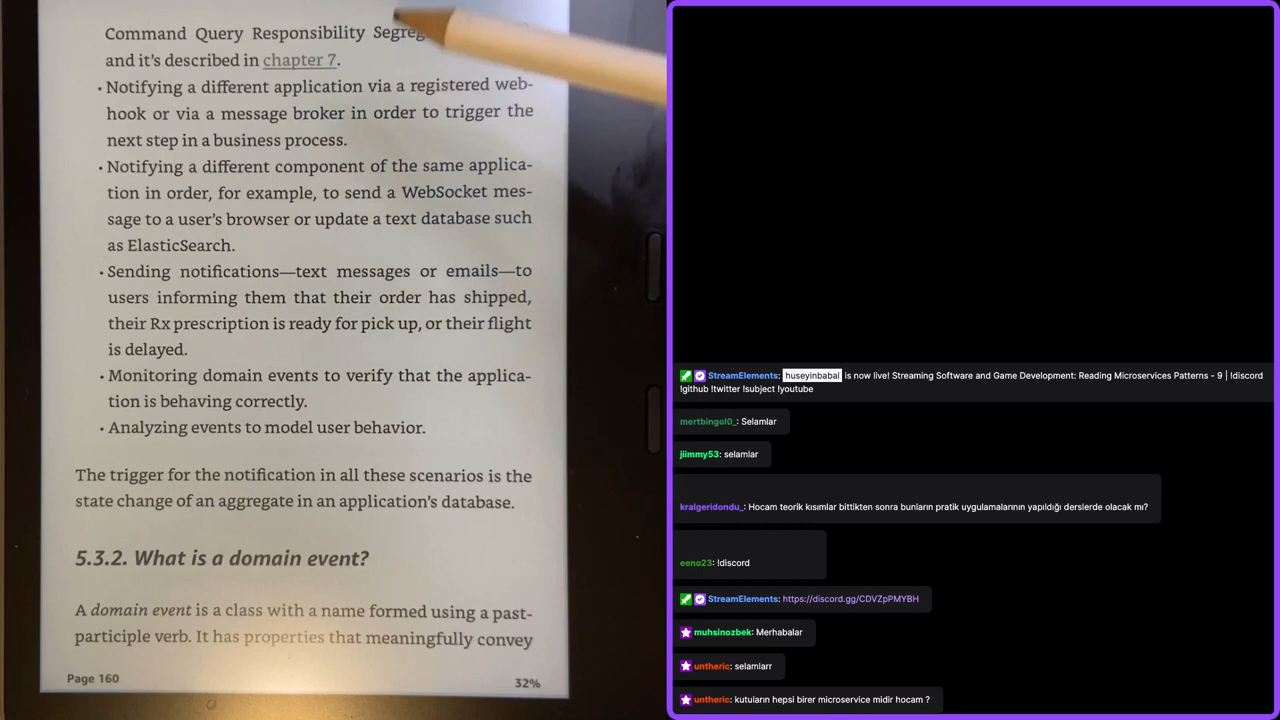 Command Query Responsibility
and it's described in chapter 7.
• Notifying a different application via a registered web-
hook or via a message broker in order to trigger the
next step in a business process.
• Notifying a different component of the same applica-
tion in order, for example, to send a WebSocket mes-
sage to a user's browser or update a text database such
as ElasticSearch.
• Sending notifications—text messages or emails—to
users informing them that their order has shipped,
their Rx prescription is ready for pick up, or their flight
is delayed.
• Monitoring domain events to verify that the applica-
tion is behaving correctly.
• Analyzing events to model user behavior.
The trigger for the notification in all these scenarios is the
state change of an aggregate in an application's database.
5.3.2. What is a domain event?
A domain event is a class with a name formed using a past-
participle verb. It has properties that meaningfully convey
Page 160
32%
StreamElements: huseyinbabal is now live! Streaming Software and Game Development: Reading Microservices Patterns - 9 | !discord
!github !twitter !subject !youtube
mertbingol0_: Selamlar
jiimmy53: selamlar
kralgeridondu_: Hocam teorik kısımlar bittikten sonra bunların pratik uygulamalarının yapıldığı derslerde olacak mı?
eeno23: !discord
StreamElements: https://discord.gg/CDVZpPMYBH
muhsinozbek: Merhabalar
untheric: selamlarr
untheric: kutuların hepsi birer microservice midir hocam ?